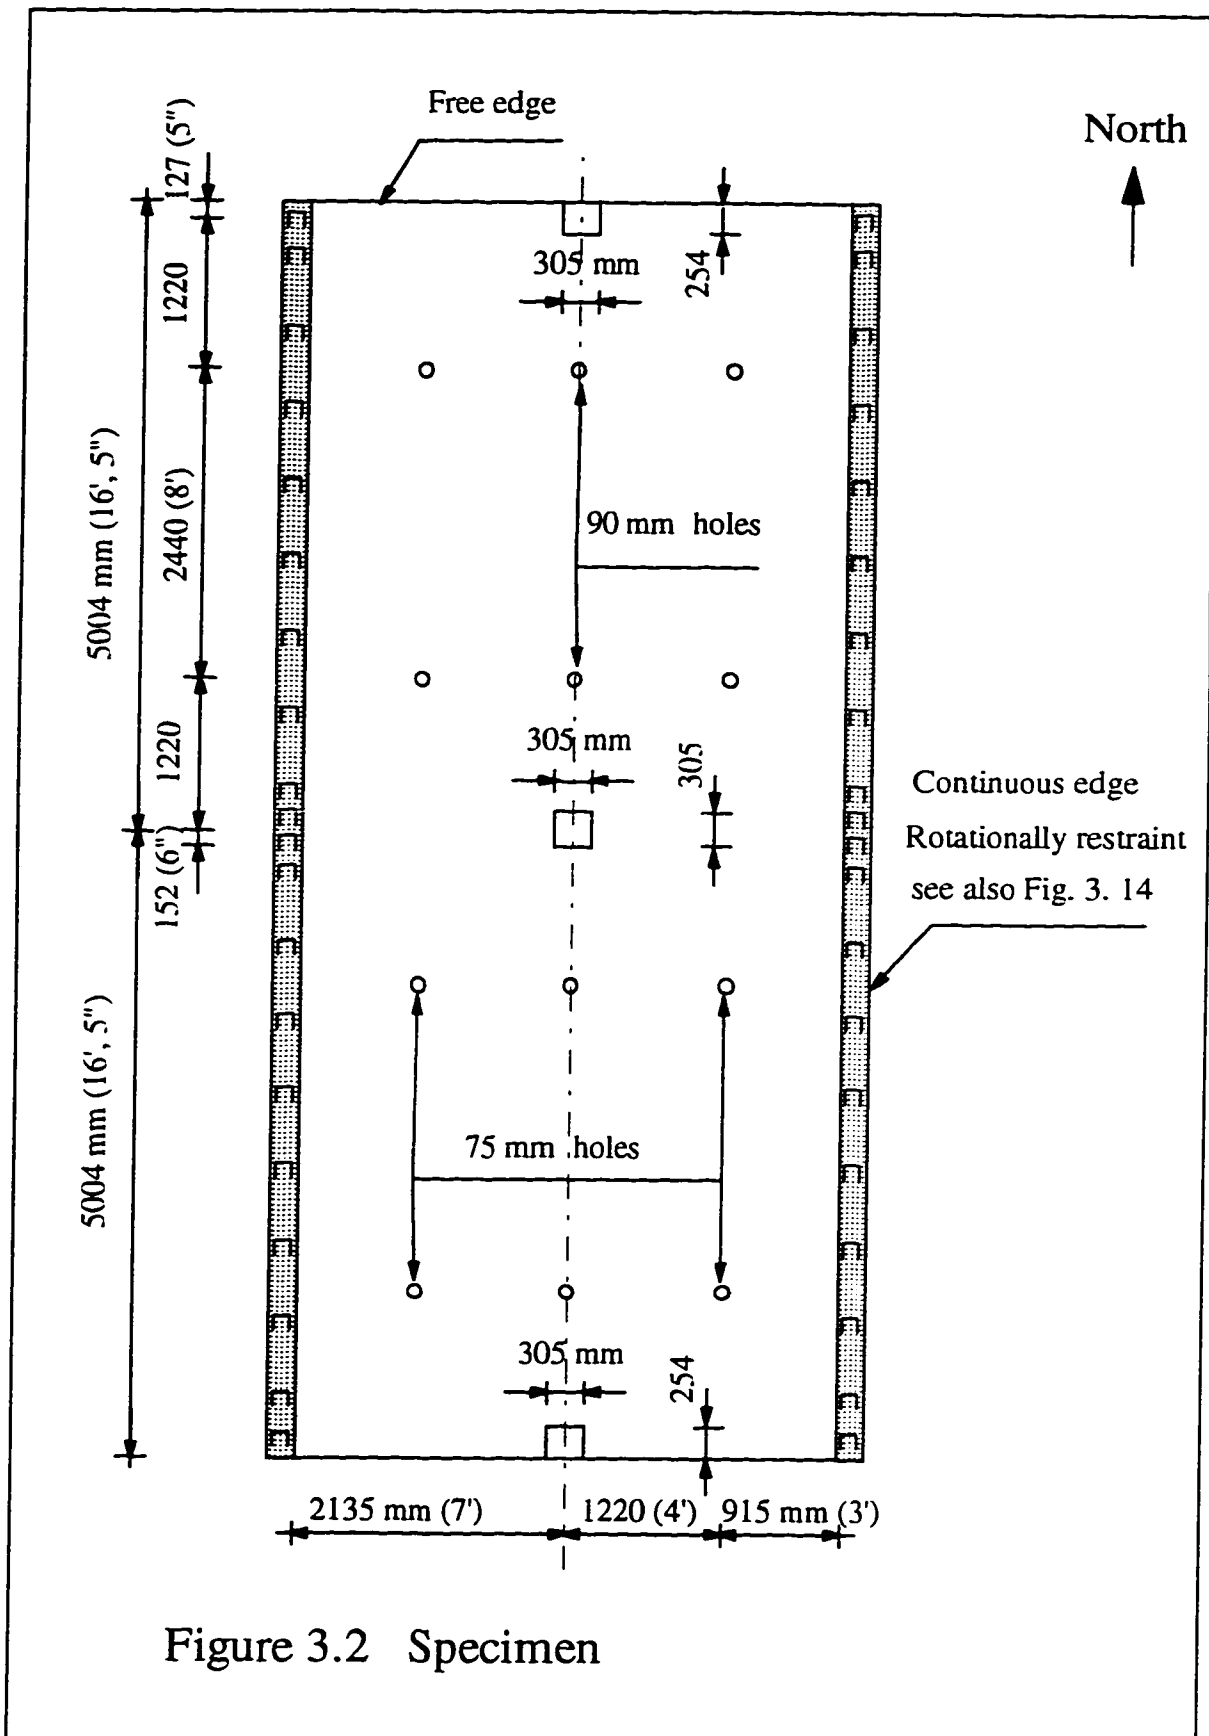 Free edge
North
127 (5")
305 mm
254
1220
5004 mm (16', 5")
2440 (8')
90 mm holes
1220
305 mm
305
Continuous edge
Rotationally restraint
see also Fig. 3. 14
152 (6")
5004 mm (16', 5")
75 mm holes
305 mm
254
2135 mm (7')
1220 (4')
915 mm (3')
Figure 3.2 Specimen